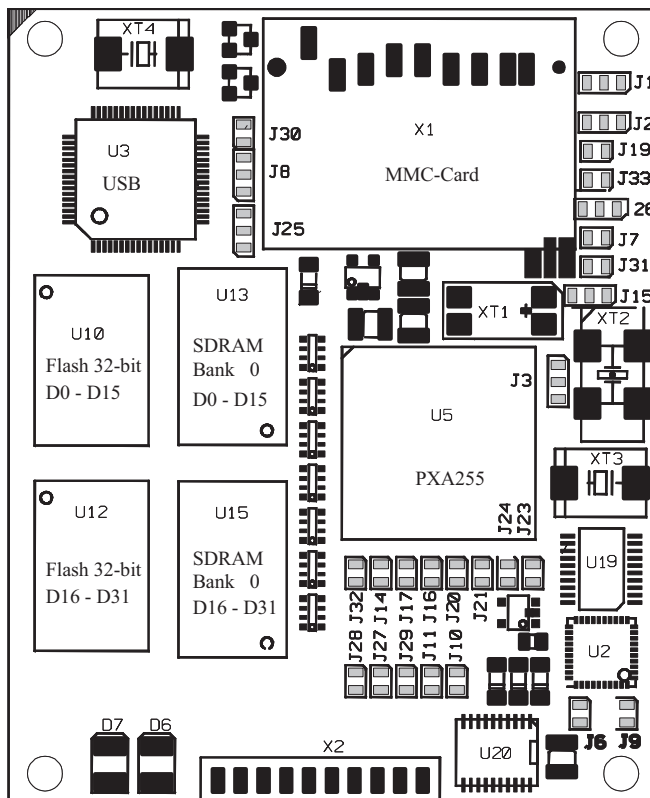 XT4
J1
J2
J30
X1
U3
J19
USB
J8
MMC-Card
J33
26
J25
J7
J31
U13
J15
U10
XT1
XT2
SDRAM
Flash 32-bit
Bank 0
D0 - D15
D0 - D15
J3
U5
XT3
PXA255
U12
U15
J24
J23
Flash 32-bit
SDRAM
U19
D16 - D31
Bank 0
D16 - D31
J32
J14
J17
J16
J20
J21
J28
J27
J29
J11
J10
U2
D7
D6
X2
U20
J6
J9